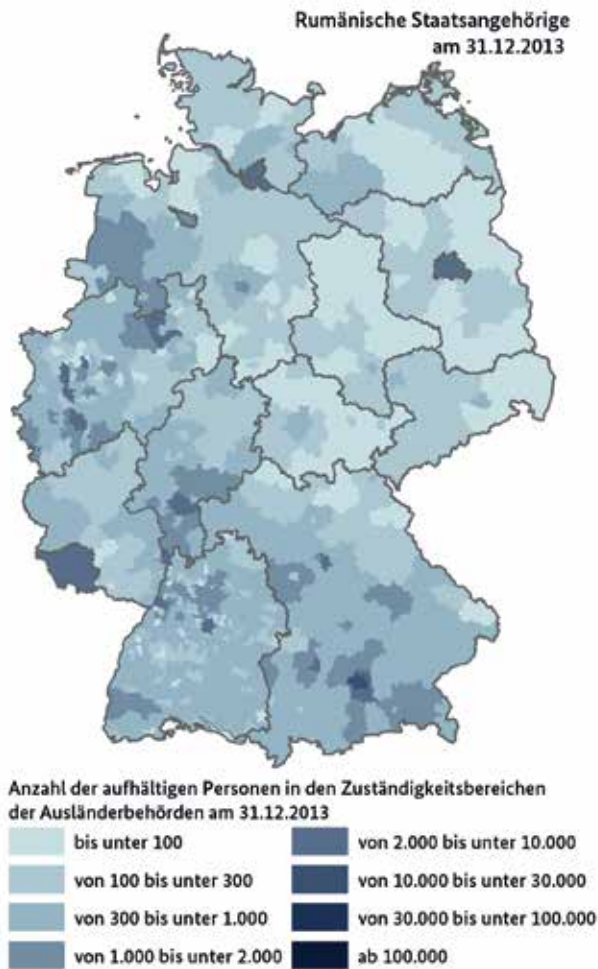 Rumänische Staatsangehörige
am 31.12.2013
Anzahl der aufhältigen Personen in den Zuständigkeitsbereichen
der Ausländerbehörden am 31.12.2013
bis unter 100
von 100 bis unter 300
von 300 bis unter 1.000
von 1.000 bis unter 2.000
von 2.000 bis unter 10.000
von 10.000 bis unter 30.000
von 30.000 bis unter 100.000
ab 100.000